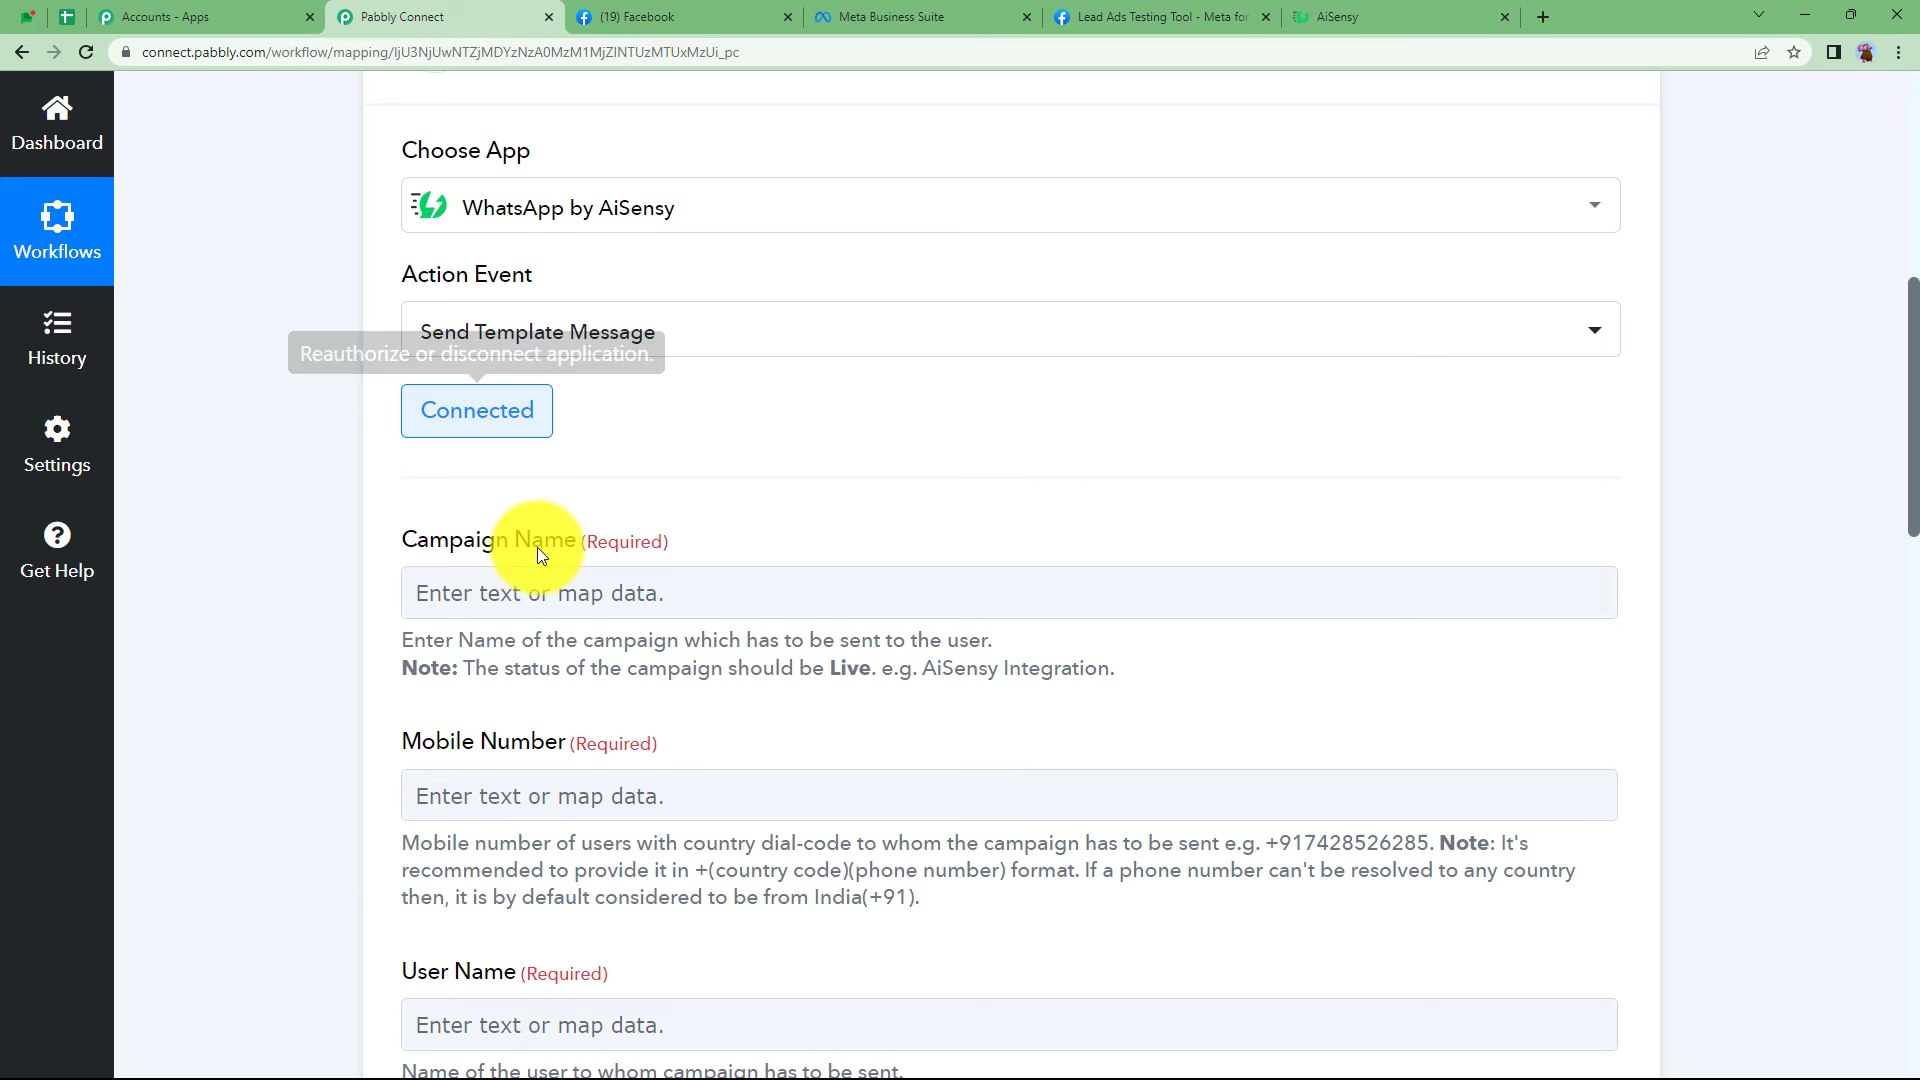 Accounts - Apps
Pabbly Connect
(19) Facebook
Meta Business Suite
Lead Ads Testing Tool - Meta for
AiSensy
connect.pabbly.com/workflow/mapping/IjU3NjUwNTZjMDYzNzA0MzM1MjZlNTUzMTUxMzUi_pc
Dashboard
Workflows
History
Settings
Get Help
Choose App
WhatsApp by AiSensy
Action Event
Send Template Message
Reauthorize or disconnect application.
Connected
Campaign Name (Required)
Enter text or map data.
Enter Name of the campaign which has to be sent to the user.
Note: The status of the campaign should be Live. e.g. AiSensy Integration.
Mobile Number (Required)
Enter text or map data.
Mobile number of users with country dial-code to whom the campaign has to be sent e.g. +917428526285. Note: It's
recommended to provide it in +(country code)(phone number) format. If a phone number can't be resolved to any country
then, it is by default considered to be from India(+91).
User Name (Required)
Enter text or map data.
Name of the user to whom campaign has to be sent.